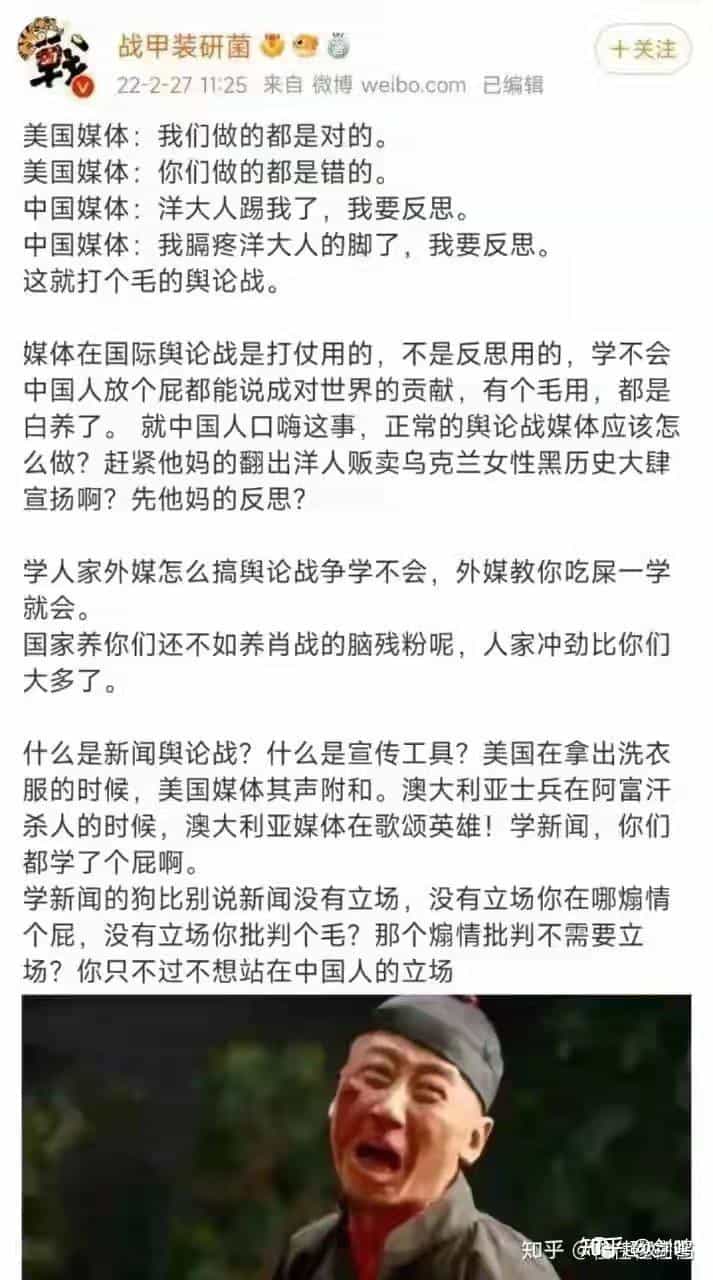 战甲装研菌
+关注
22-2-27 11:25 来自 微博 weibo.com 已编辑
美国媒体：我们做的都是对的。
美国媒体：你们做的都是错的。
中国媒体：洋大人踢我了，我要反思。
中国媒体：我膈疼洋大人的脚了，我要反思。
这就打个毛的舆论战。
媒体在国际舆论战是打仗用的，不是反思用的，学不会
中国人放个屁都能说成对世界的贡献，有个毛用，都是
白养了。 就中国人口嗨这事，正常的舆论战媒体应该怎
么做？赶紧他妈的翻出洋人贩卖乌克兰女性黑历史大肆
宣扬啊？先他妈的反思？
学人家外媒怎么搞舆论战争学不会，外媒教你吃屎一学
就会。
国家养你们还不如养肖战的脑残粉呢，人家冲劲比你们
大多了。
什么是新闻舆论战？什么是宣传工具？美国在拿出洗衣
服的时候，美国媒体其声附和。澳大利亚士兵在阿富汗
杀人的时候，澳大利亚媒体在歌颂英雄！学新闻，你们
都学了个屁啊。
学新闻的狗比别说新闻没有立场，没有立场你在哪煽情
个屁，没有立场你批判个毛？那个煽情批判不需要立
场？你只不过不想站在中国人的立场
知乎